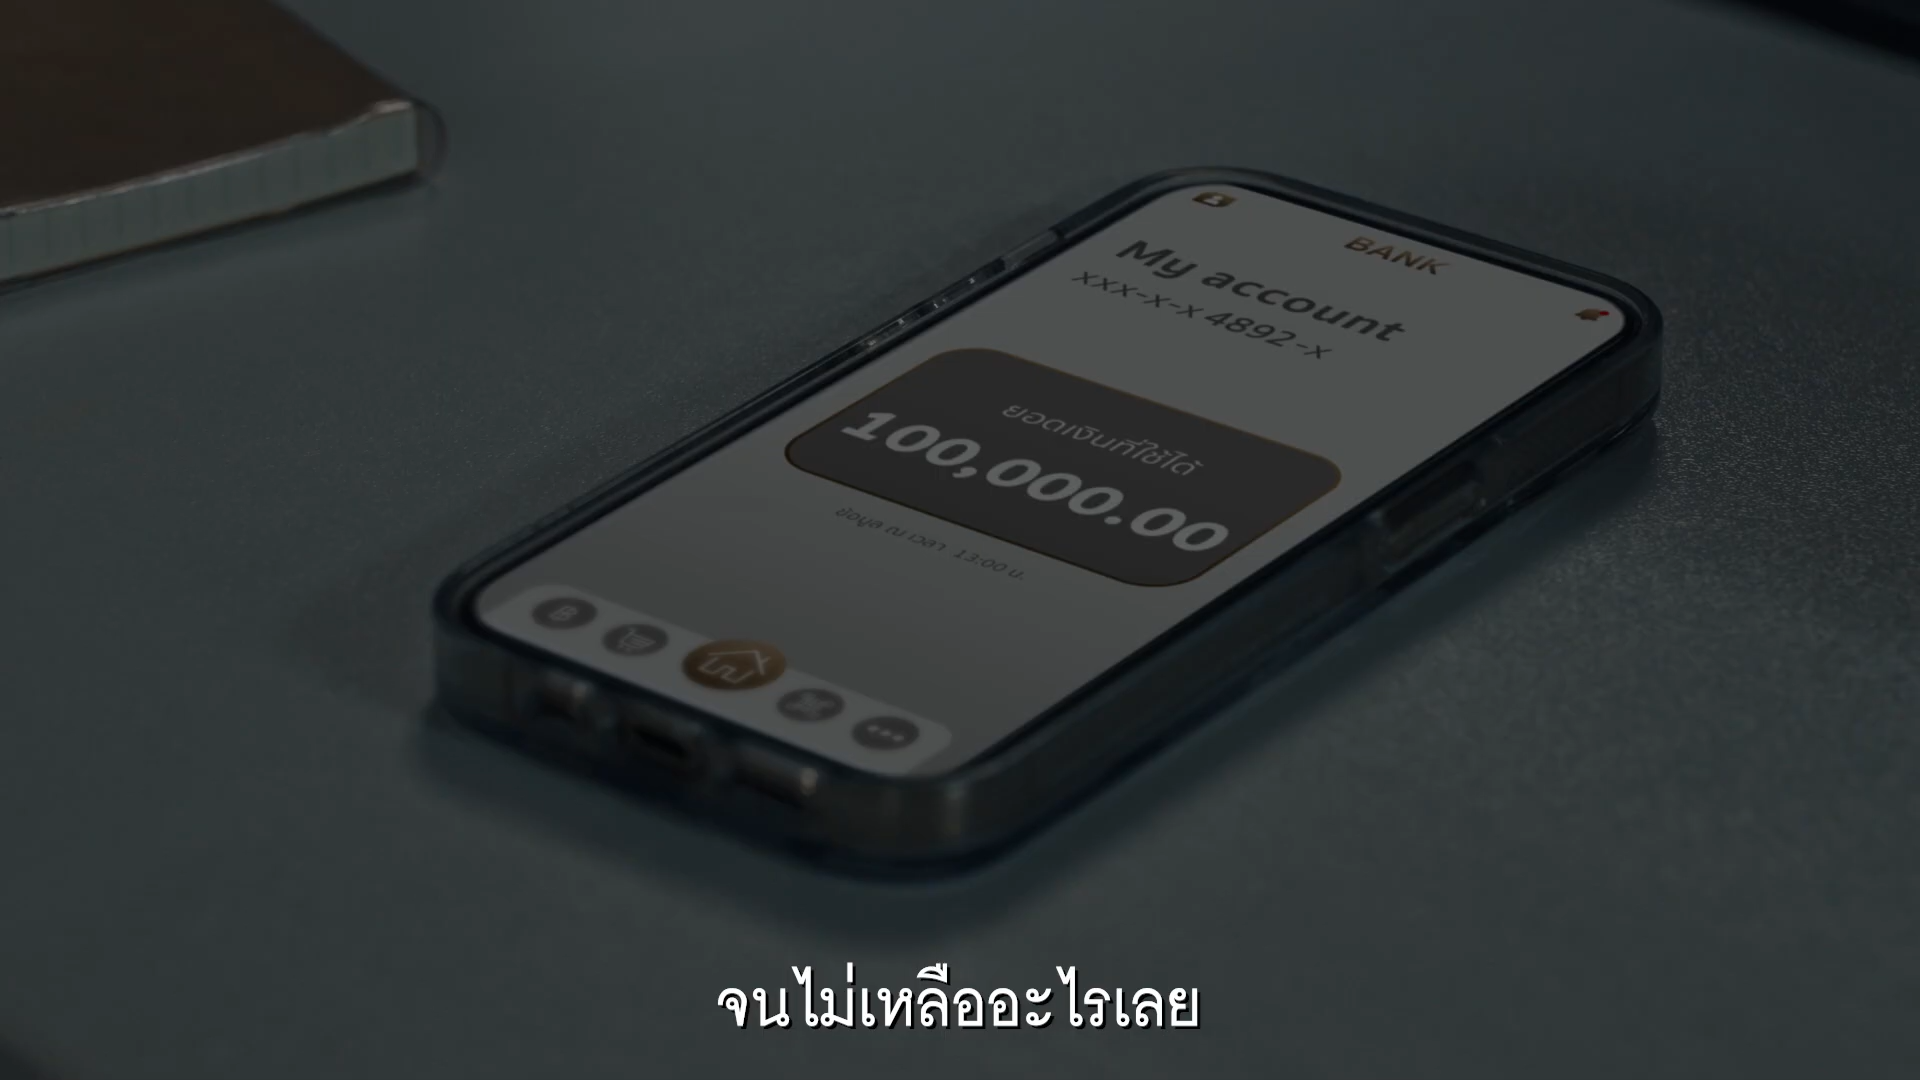 BANK
My account
xxx-x-x4892-x
ยอดเงินที่ใช้ได้
100,000.00
ข้อมูล ณ เวลา 13:00 น.
จนไม่เหลืออะไรเลย